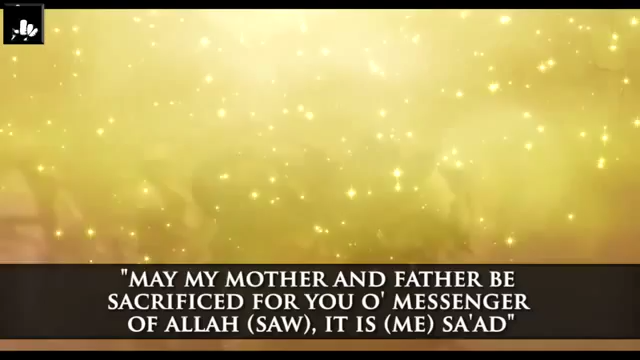 "MAY MY MOTHER AND FATHER BE
SACRIFICED FOR YOU O' MESSENGER
OF ALLAH (SAW), IT IS (ME) SA'AD"